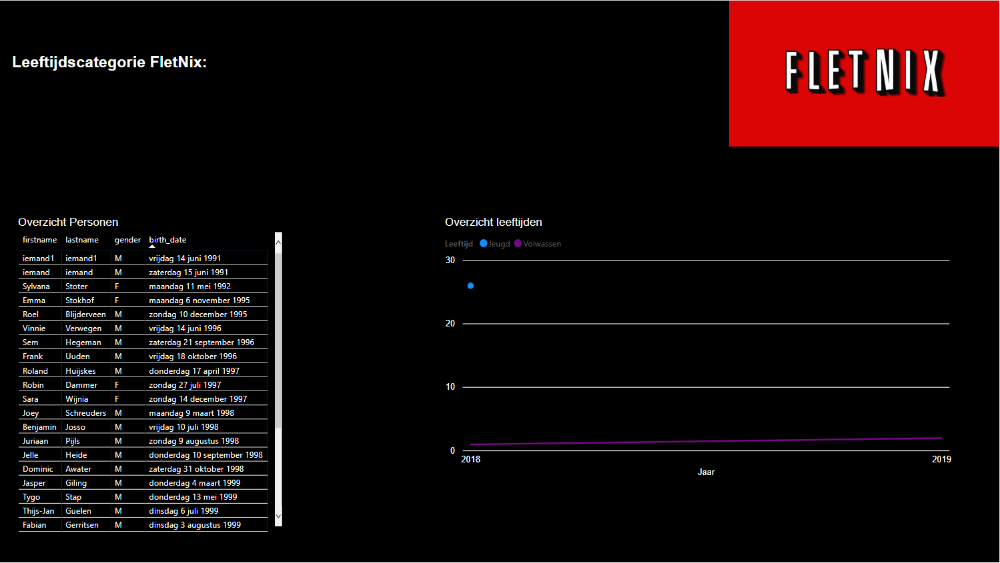 Leeftijdscategorie FletNix:
FLETNIX
Overzicht Personen
firstname lastname gender birth_date
iemand1 iemand1 M vrijdag 14 juni 1991
iemand iemand M zaterdag 15 juni 1991
Sylvana Stoter F maandag 11 mei 1992
Emma Stokhof F maandag 6 november 1995
Roel Blijderveen M zondag 10 december 1995
Vinnie Verwegen M vrijdag 14 juni 1996
Sem Hegeman M zaterdag 21 september 1996
Frank Uuden M vrijdag 18 oktober 1996
Roland Huijskes M donderdag 17 april 1997
Robin Dammer F zondag 27 juli 1997
Sara Wijnia F zondag 14 december 1997
Joey Schreuders M maandag 9 maart 1998
Benjamin Josso M vrijdag 10 juli 1998
Juriaan Pijls M zondag 9 augustus 1998
Jelle Heide M donderdag 10 september 1998
Dominic Awater M zaterdag 31 oktober 1998
Jasper Giling M donderdag 4 maart 1999
Tygo Stap M donderdag 13 mei 1999
Thijs-Jan Guelen M dinsdag 6 juli 1999
Fabian Gerritsen M dinsdag 3 augustus 1999
Overzicht leeftijden
Leeftijd Jeugd Volwassen
30
20
10
0
2018 2019
Jaar